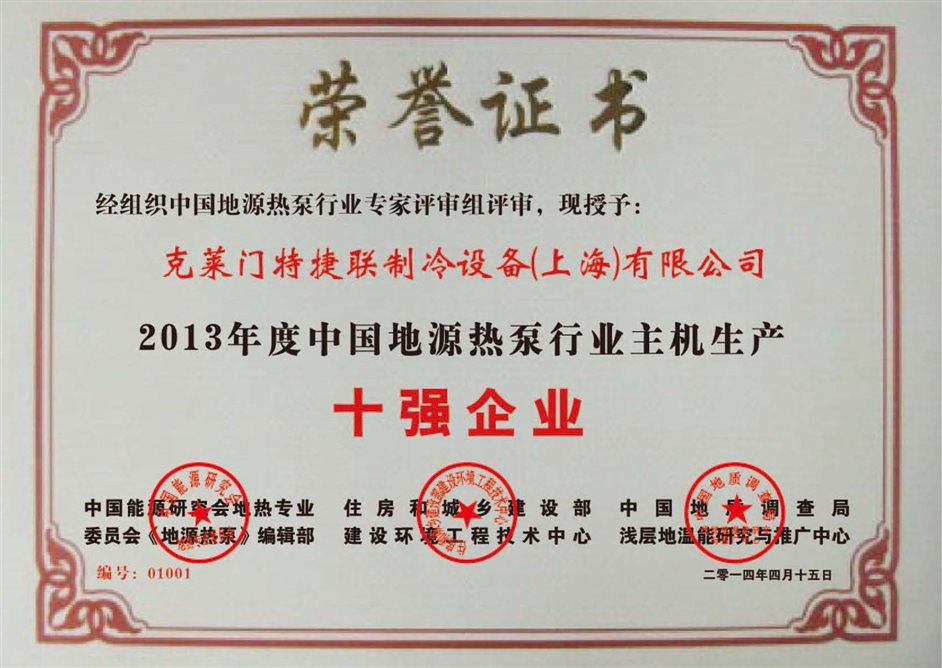 荣誉证书
经组织中国地源热泵行业专家评审组评审，现授予：
克莱门特捷联制冷设备(上海)有限公司
2013年度中国地源热泵行业主机生产
十强企业
中国能源研究会地热专业
委员会《地源热泵》编辑部
住房和城乡建设部
建设环境工程技术中心
中国地质调查局
浅层地温能研究与推广中心
编号：01001
二零一四年四月十五日